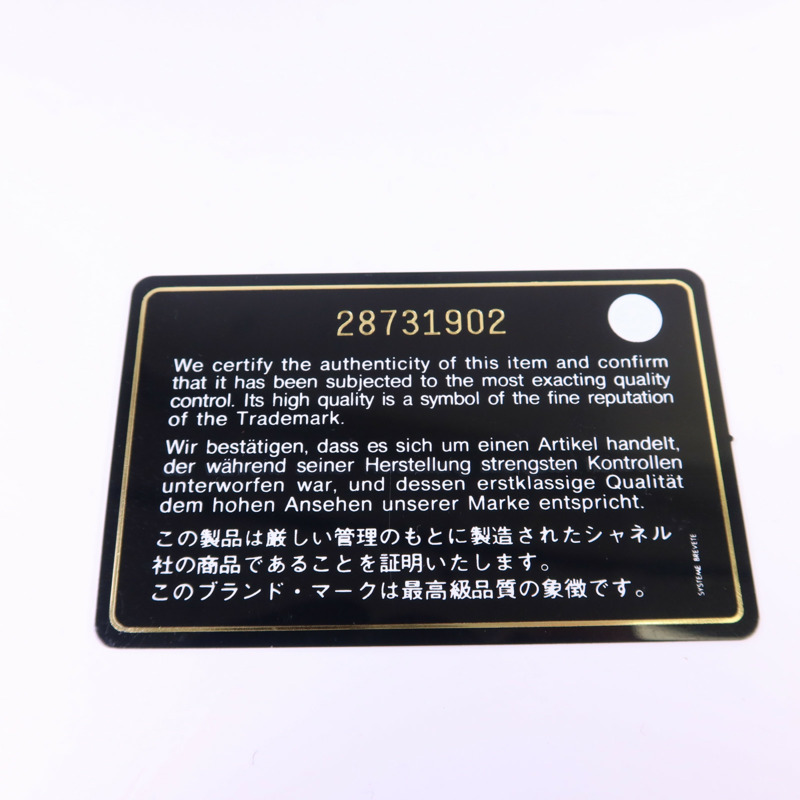 28731902
We certify the authenticity of this item and confirm
that it has been subjected to the most exacting quality
control. Its high quality is a symbol of the fine reputation
of the Trademark.
Wir bestätigen, dass es sich um einen Artikel handelt,
der während seiner Herstellung strengsten Kontrollen
unterworfen war, und dessen erstklassige Qualität
dem hohen Ansehen unserer Marke entspricht.
この製品は厳しい管理のもとに製造されたシャネル
社の商品であることを証明いたします。
このブランド・マークは最高級品質の象徴です。
SYSTEME BREVETE